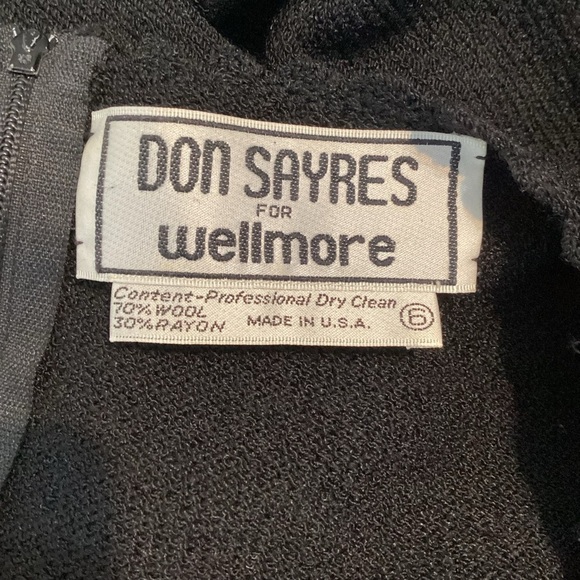 DON SAYRES
FOR
wellmore
Content-Professional Dry Clean
70% WOOL
30% RAYON MADE IN U.S.A. 6